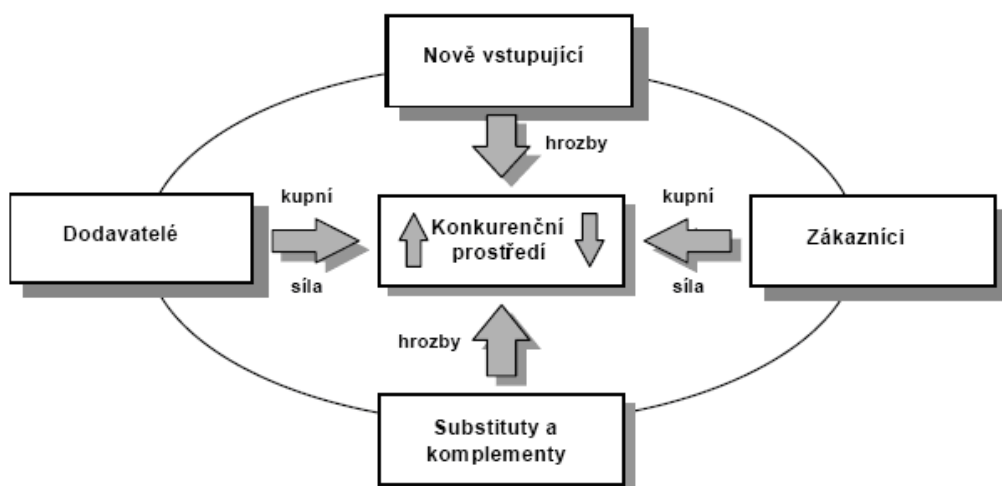 Nově vstupující
hrozby
kupní
Dodavatelé
síla
Konkurenční
prostředí
kupní
Zákazníci
síla
hrozby
Substituty a
komplementy